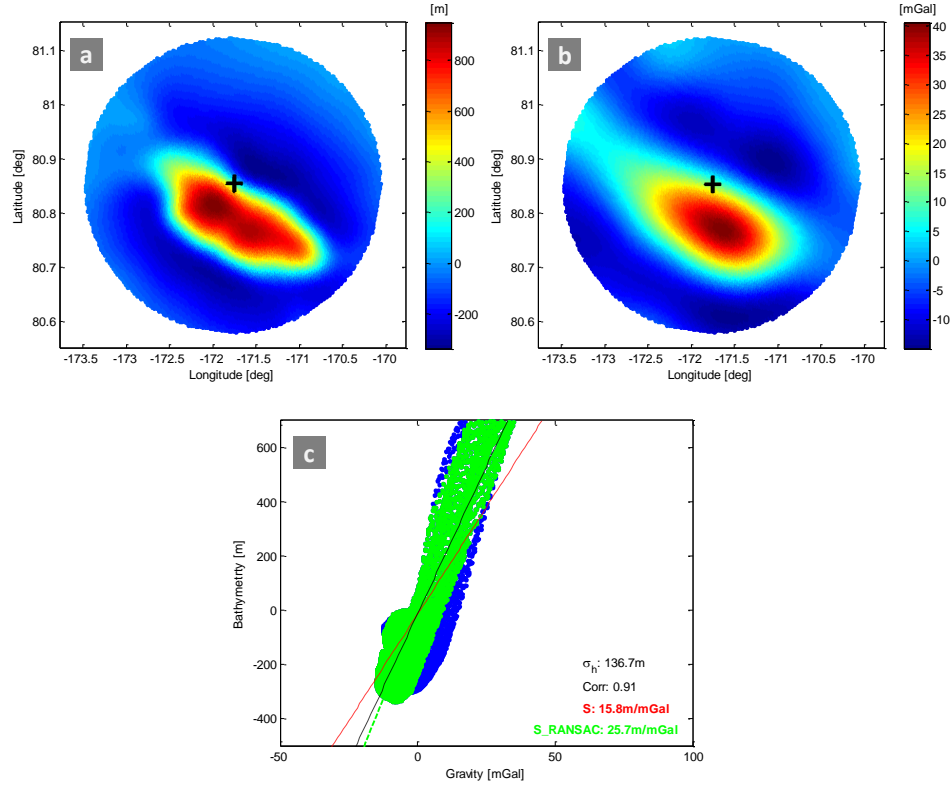 [m]
a
81.1
81
80.9
80.8
80.7
80.6
Latitude [deg]
-173.5 -173 -172.5 -172 -171.5 -171 -170.5 -170
Longitude [deg]
800
600
400
200
0
-200
[mGal]
b
81.1
81
80.9
80.8
80.7
80.6
Latitude [deg]
-173.5 -173 -172.5 -172 -171.5 -171 -170.5 -170
Longitude [deg]
40
35
30
25
20
15
10
5
0
-5
-10
c
600
400
200
0
-200
-400
Bathymetrty [m]
σh: 136.7m
Corr: 0.91
S: 15.8m/mGal
S_RANSAC: 25.7m/mGal
-50 0 50 100
Gravity [mGal]